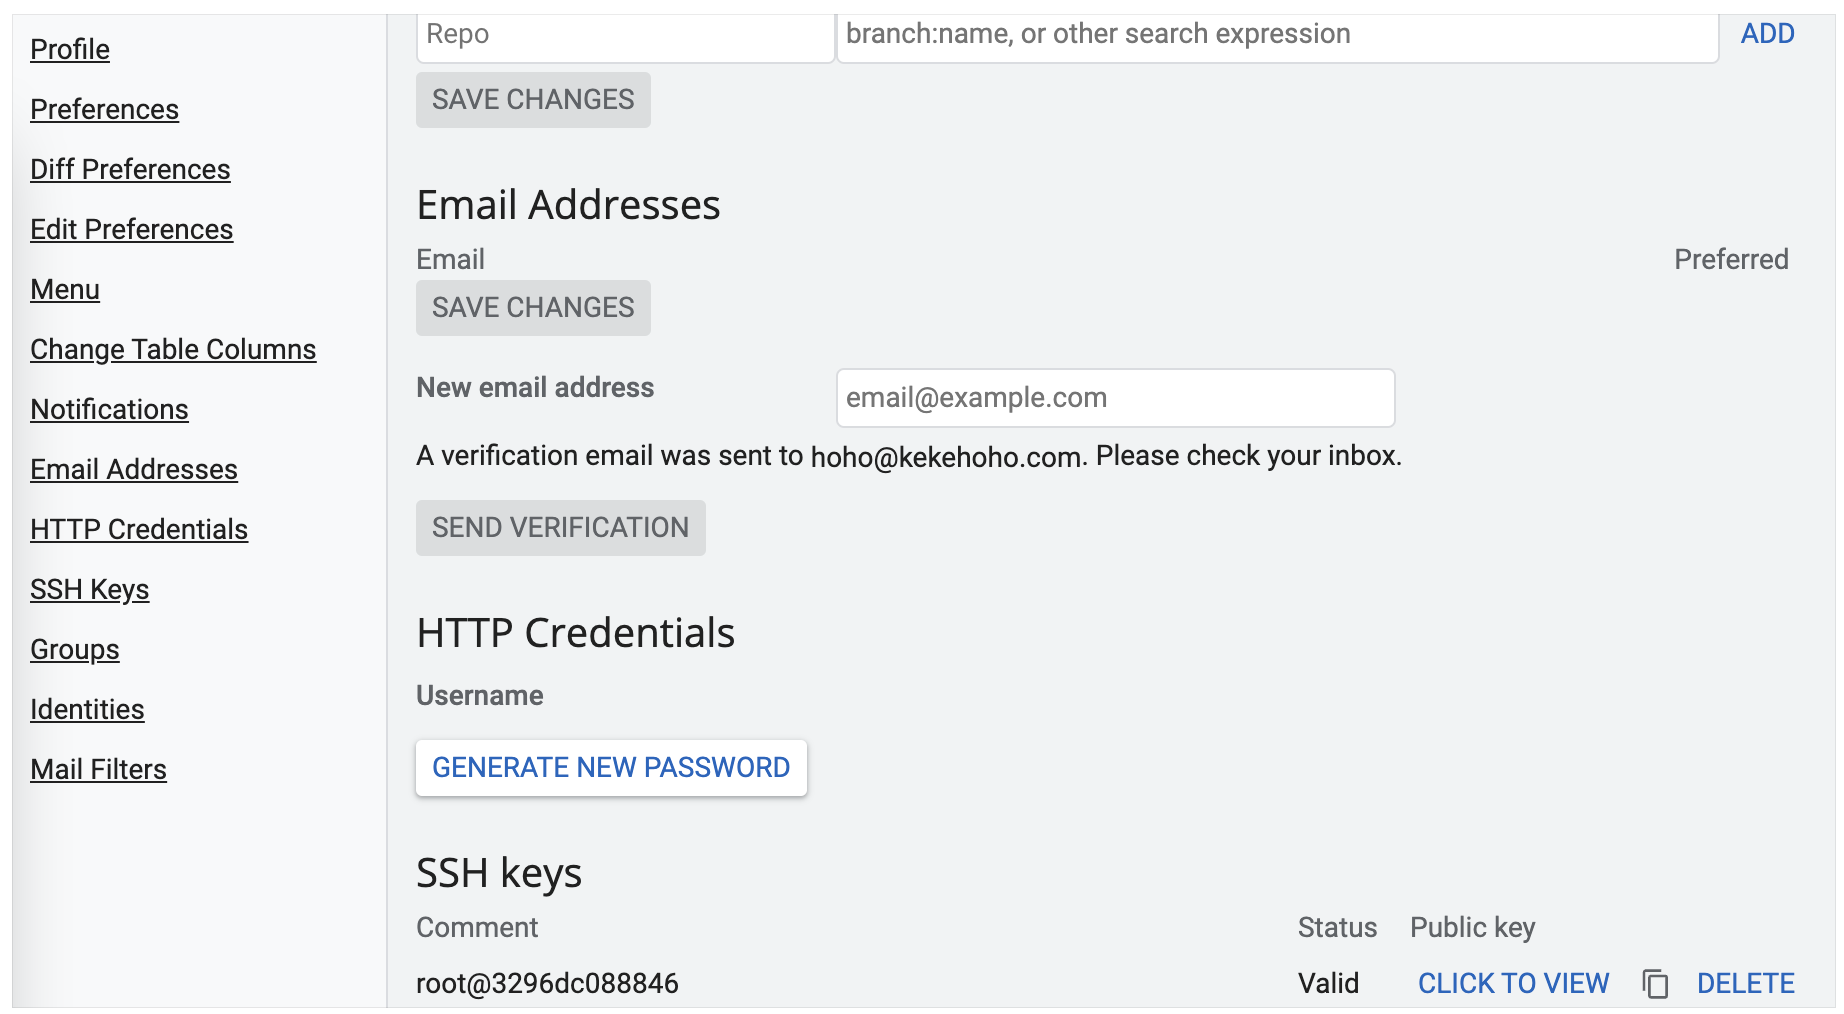 Profile
Preferences
Diff Preferences
Edit Preferences
Menu
Change Table Columns
Notifications
Email Addresses
HTTP Credentials
SSH Keys
Groups
Identities
Mail Filters
Repo branch:name, or other search expression ADD
SAVE CHANGES
Email Addresses
Email Preferred
SAVE CHANGES
New email address email@example.com
A verification email was sent to hoho@kekehoho.com. Please check your inbox.
SEND VERIFICATION
HTTP Credentials
Username
GENERATE NEW PASSWORD
SSH keys
Comment Status Public key
root@3296dc088846 Valid CLICK TO VIEW DELETE